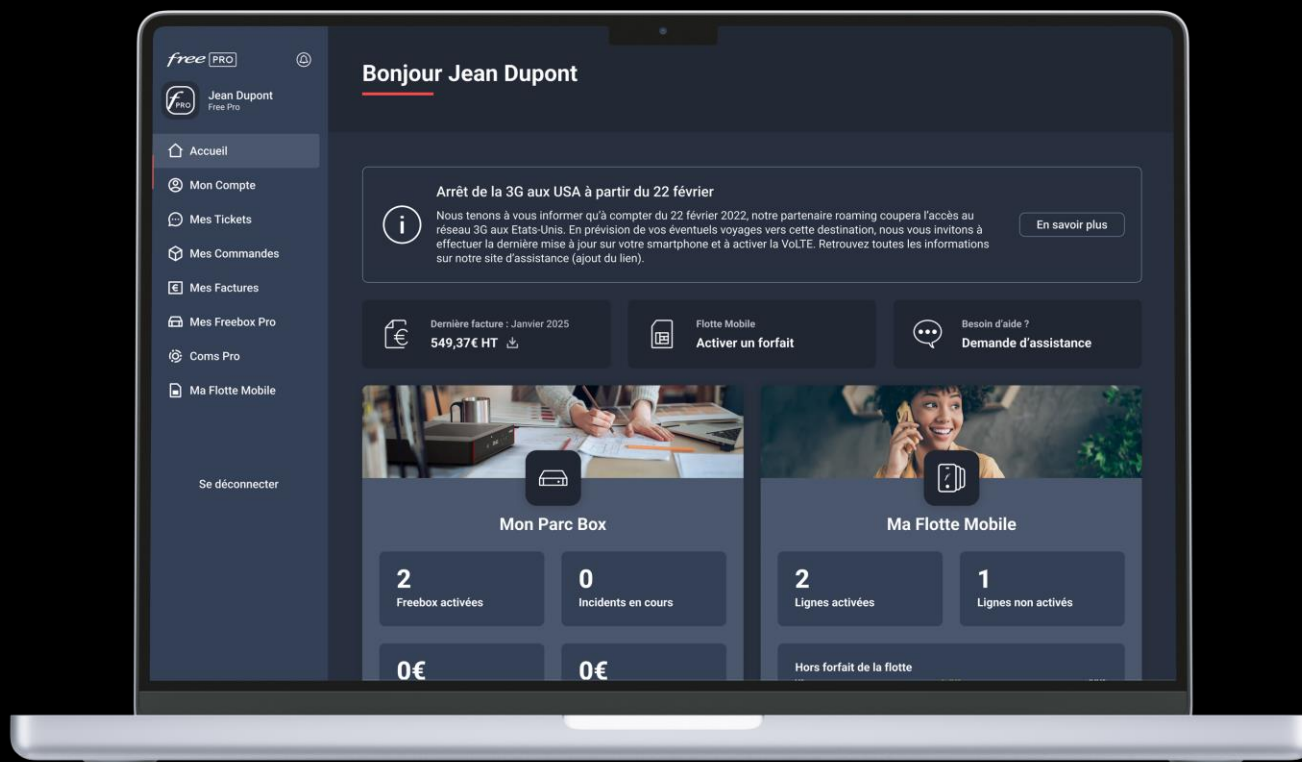 free PRO
Jean Dupont
Free Pro
PRO
Accueil
Mon Compte
Mes Tickets
Mes Commandes
Mes Factures
Mes Freebox Pro
Coms Pro
Ma Flotte Mobile
Se déconnecter
Bonjour Jean Dupont
Arrêt de la 3G aux USA à partir du 22 février
Nous tenons à vous informer qu'à compter du 22 février 2022, notre partenaire roaming coupera l'accès au
réseau 3G aux Etats-Unis. En prévision de vos éventuels voyages vers cette destination, nous vous invitons à
effectuer la dernière mise à jour sur votre smartphone et à activer la VoLTE. Retrouvez toutes les informations
sur notre site d'assistance (ajout du lien).
En savoir plus
Dernière facture : Janvier 2025
549,37€ HT
Flotte Mobile
Activer un forfait
Besoin d'aide ?
Demande d'assistance
Mon Parc Box
2
Freebox activées
0
Incidents en cours
0€
0€
Ma Flotte Mobile
2
Lignes activées
1
Lignes non activés
Hors forfait de la flotte